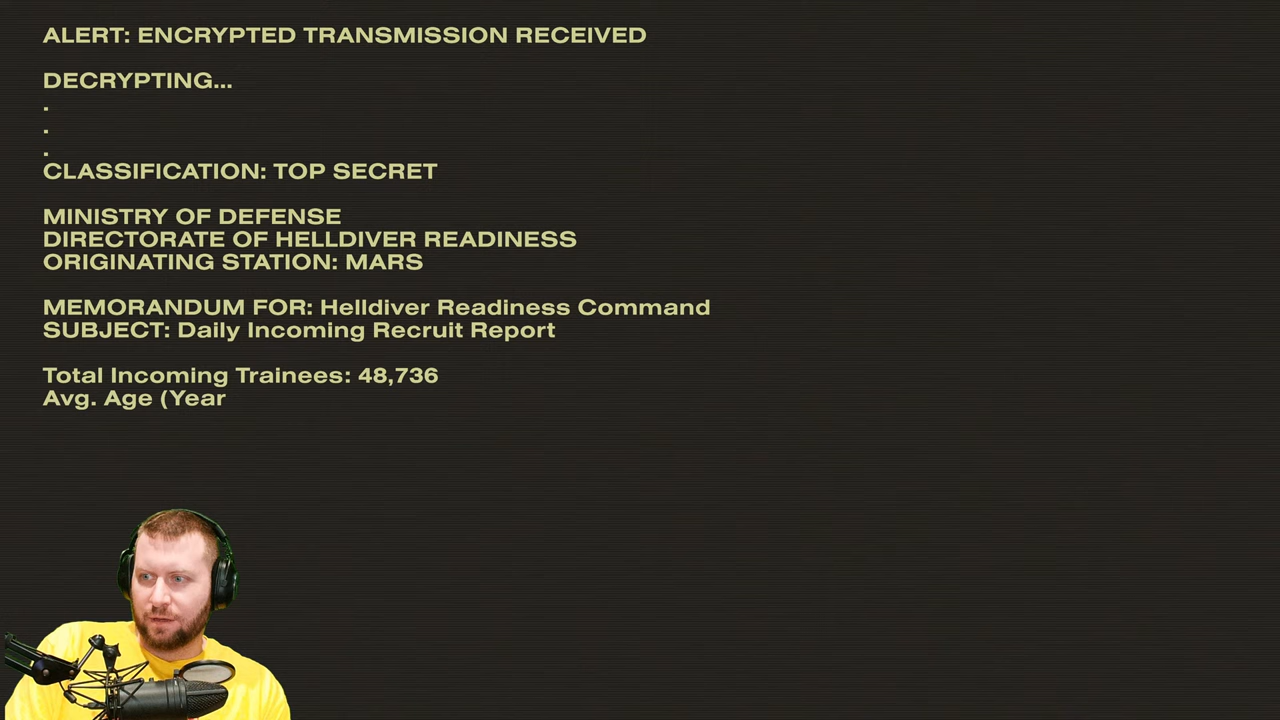 ALERT: ENCRYPTED TRANSMISSION RECEIVED
DECRYPTING...
.
.
.
CLASSIFICATION: TOP SECRET
MINISTRY OF DEFENSE
DIRECTORATE OF HELLDIVER READINESS
ORIGINATING STATION: MARS
MEMORANDUM FOR: Helldiver Readiness Command
SUBJECT: Daily Incoming Recruit Report
Total Incoming Trainees: 48,736
Avg. Age (Year